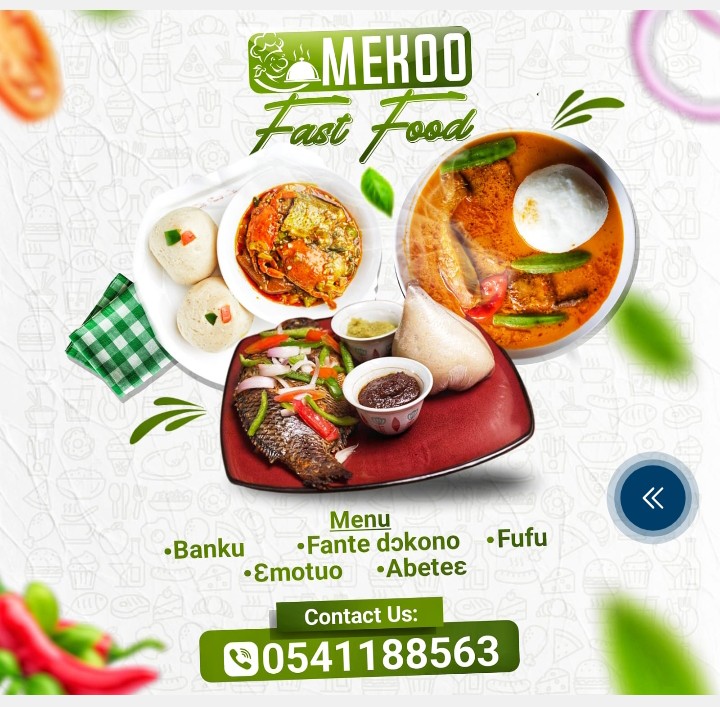 MEKOO
Fast Food
Menu
•Banku •Fante dɔkono •Fufu
•Ɛmotuo •Abeteɛ
Contact Us:
0541188563